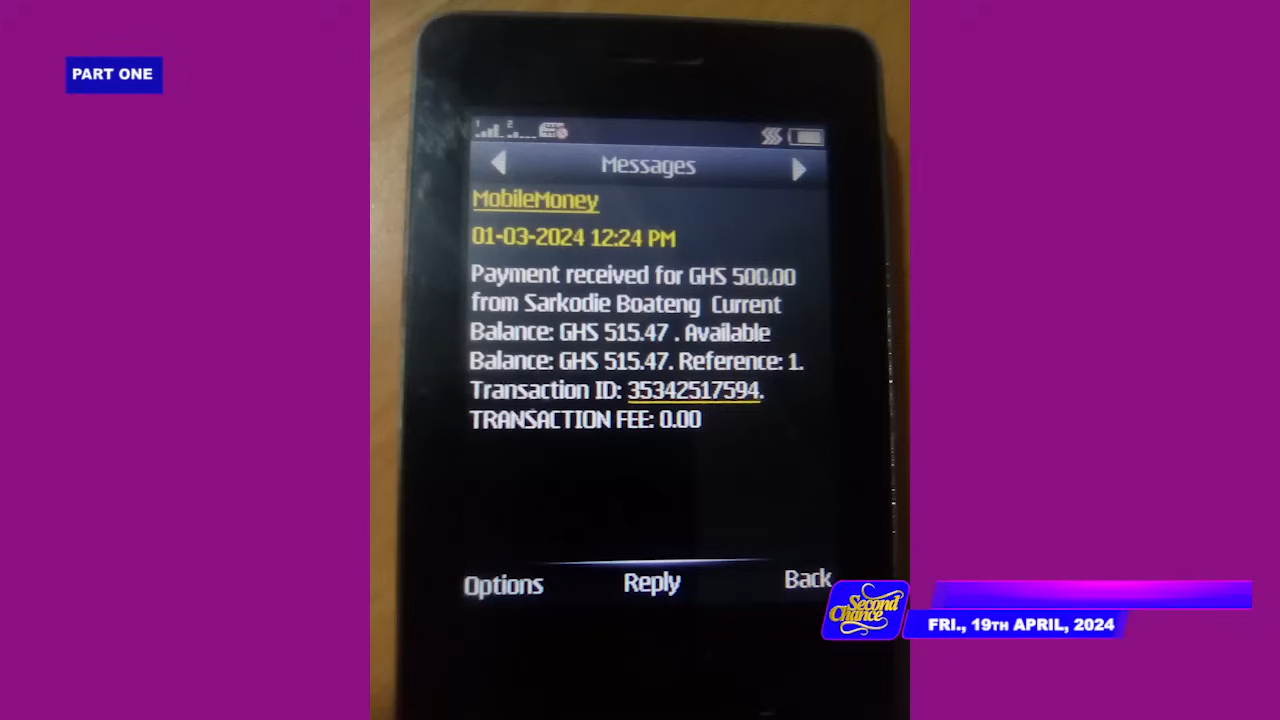 PART ONE
1 2
Messages
MobileMoney
01-03-2024 12:24 PM
Payment received for GHS 500.00
from Sarkodie Boateng Current
Balance: GHS 515.47 . Available
Balance: GHS 515.47. Reference: 1.
Transaction ID: 35342517594.
TRANSACTION FEE: 0.00
Options Reply Back
Second
Chance
FRI., 19TH APRIL, 2024